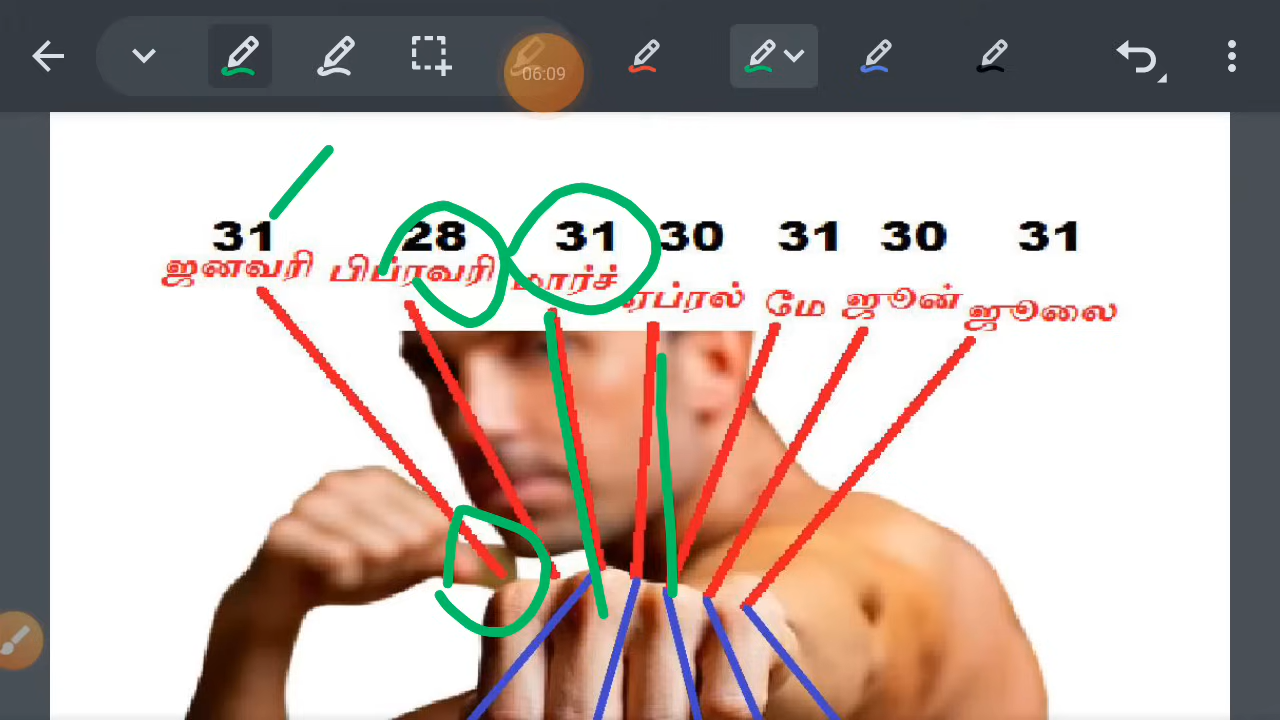 06:09
31 28 31 30 31 30 31
ஜனவரி பிப்ரவரி மார்ச் ஏப்ரல் மே ஜூன் ஜூலை